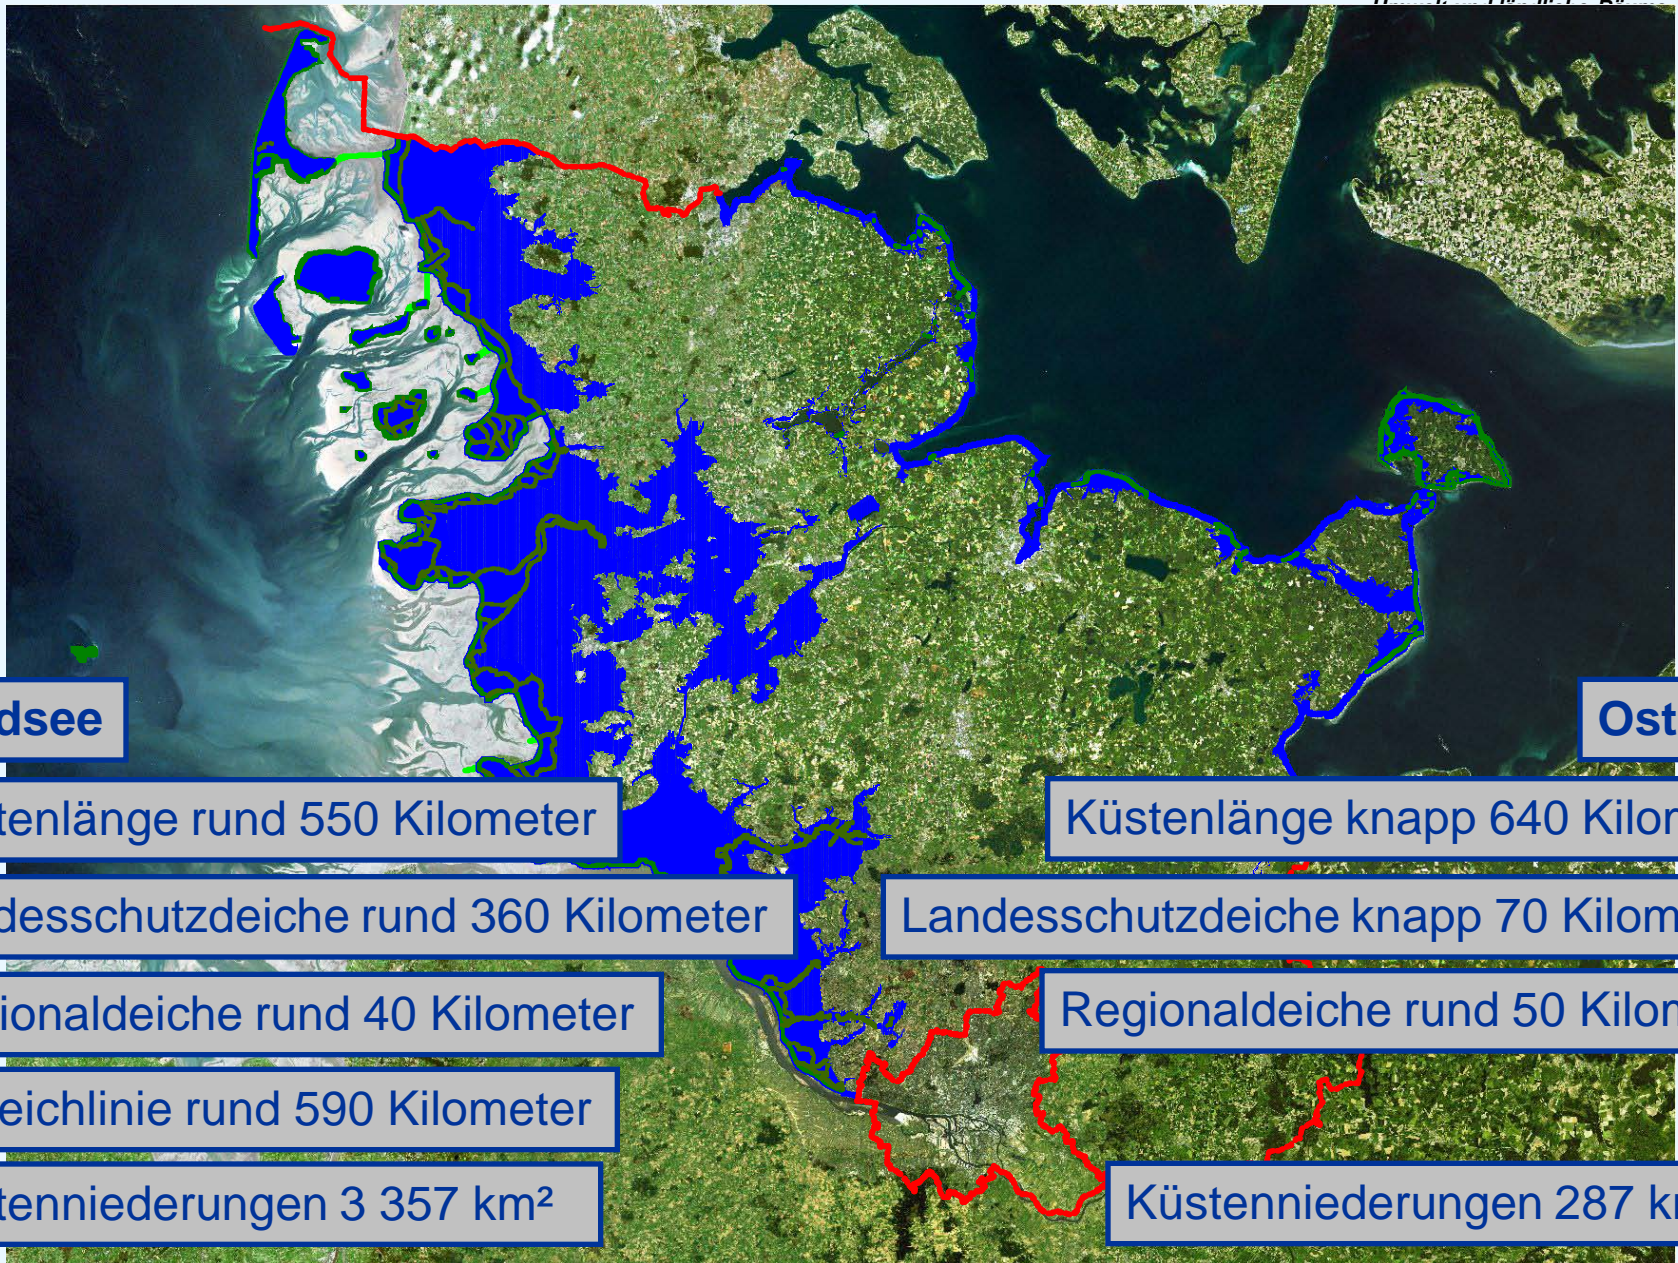 dsee
Ost
tenlänge rund 550 Kilometer
Küstenlänge knapp 640 Kilor
desschutzdeiche rund 360 Kilometer
Landesschutzdeiche knapp 70 Kilom
ionaldeiche rund 40 Kilometer
Regionaldeiche rund 50 Kilor
eichlinie rund 590 Kilometer
tenniederungen 3 357 km²
Küstenniederungen 287 k